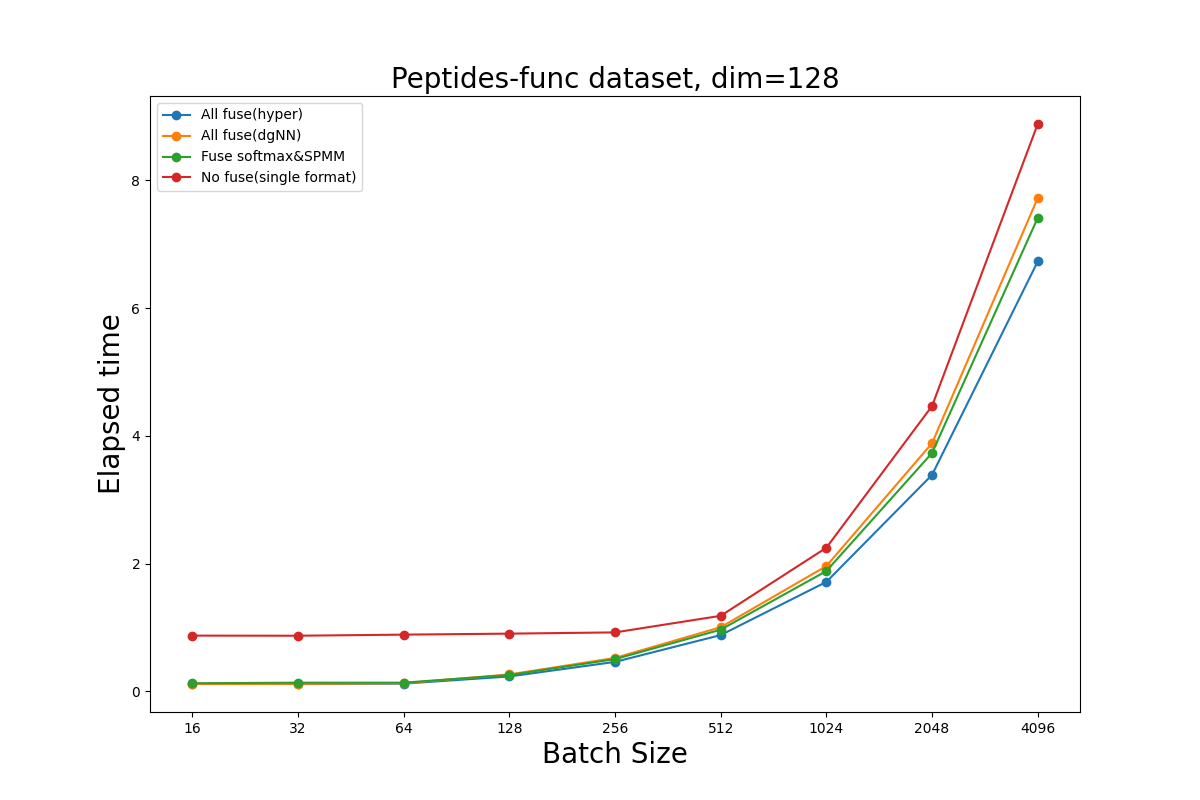 Peptides-func dataset, dim=128
All fuse(hyper)
All fuse(dgNN)
Fuse softmax&SPMM
No fuse(single format)
8
6
4
2
0
Elapsed time
16 32 64 128 256 512 1024 2048 4096
Batch Size